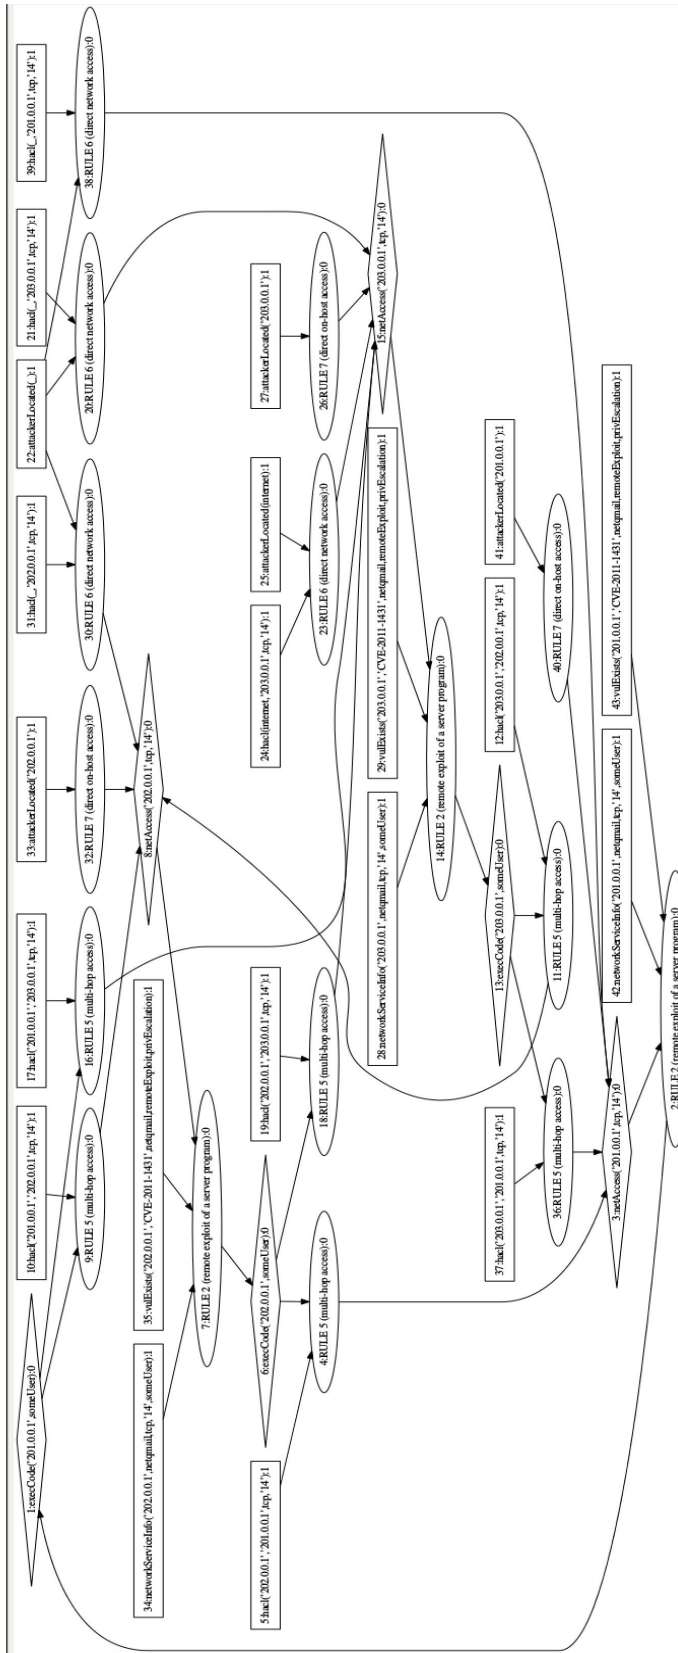 1:execCode('201.0.0.1',someUser):0
10:hacl('201.0.0.1','202.0.0.1',tcp,'14'):1
17:hacl('201.0.0.1','203.0.0.1',tcp,'14'):1
33:attackerLocated('202.0.0.1'):1
31:hacl(_,'202.0.0.1',tcp,'14'):1
22:attackerLocated(_):1
21:hacl(_,'203.0.0.1',tcp,'14'):1
39:hacl(_,'201.0.0.1',tcp,'14'):1
9:RULE 5 (multi-hop access):0
16:RULE 5 (multi-hop access):0
32:RULE 7 (direct on-host access):0
30:RULE 6 (direct network access):0
20:RULE 6 (direct network access):0
38:RULE 6 (direct network access):0
34:networkServiceInfo('202.0.0.1',netqmail,tcp,'14',someUser):1
35:vulExists('202.0.0.1','CVE-2011-1431',netqmail,remoteExploit,privEscalation):1
8:netAccess('202.0.0.1',tcp,'14'):0
7:RULE 2 (remote exploit of a server program):0
5:hacl('202.0.0.1','201.0.0.1',tcp,'14'):1
6:execCode('202.0.0.1',someUser):0
19:hacl('202.0.0.1','203.0.0.1',tcp,'14'):1
24:hacl(internet,'203.0.0.1',tcp,'14'):1
25:attackerLocated(internet):1
27:attackerLocated('203.0.0.1'):1
4:RULE 5 (multi-hop access):0
18:RULE 5 (multi-hop access):0
23:RULE 6 (direct network access):0
26:RULE 7 (direct on-host access):0
28:networkServiceInfo('203.0.0.1',netqmail,tcp,'14',someUser):1
29:vulExists('203.0.0.1','CVE-2011-1431',netqmail,remoteExploit,privEscalation):1
15:netAccess('203.0.0.1',tcp,'14'):0
14:RULE 2 (remote exploit of a server program):0
37:hacl('203.0.0.1','201.0.0.1',tcp,'14'):1
13:execCode('203.0.0.1',someUser):0
12:hacl('203.0.0.1','202.0.0.1',tcp,'14'):1
41:attackerLocated('201.0.0.1'):1
36:RULE 5 (multi-hop access):0
11:RULE 5 (multi-hop access):0
40:RULE 7 (direct on-host access):0
3:netAccess('201.0.0.1',tcp,'14'):0
42:networkServiceInfo('201.0.0.1',netqmail,tcp,'14',someUser):1
43:vulExists('201.0.0.1','CVE-2011-1431',netqmail,remoteExploit,privEscalation):1
2:RULE 2 (remote exploit of a server program):0